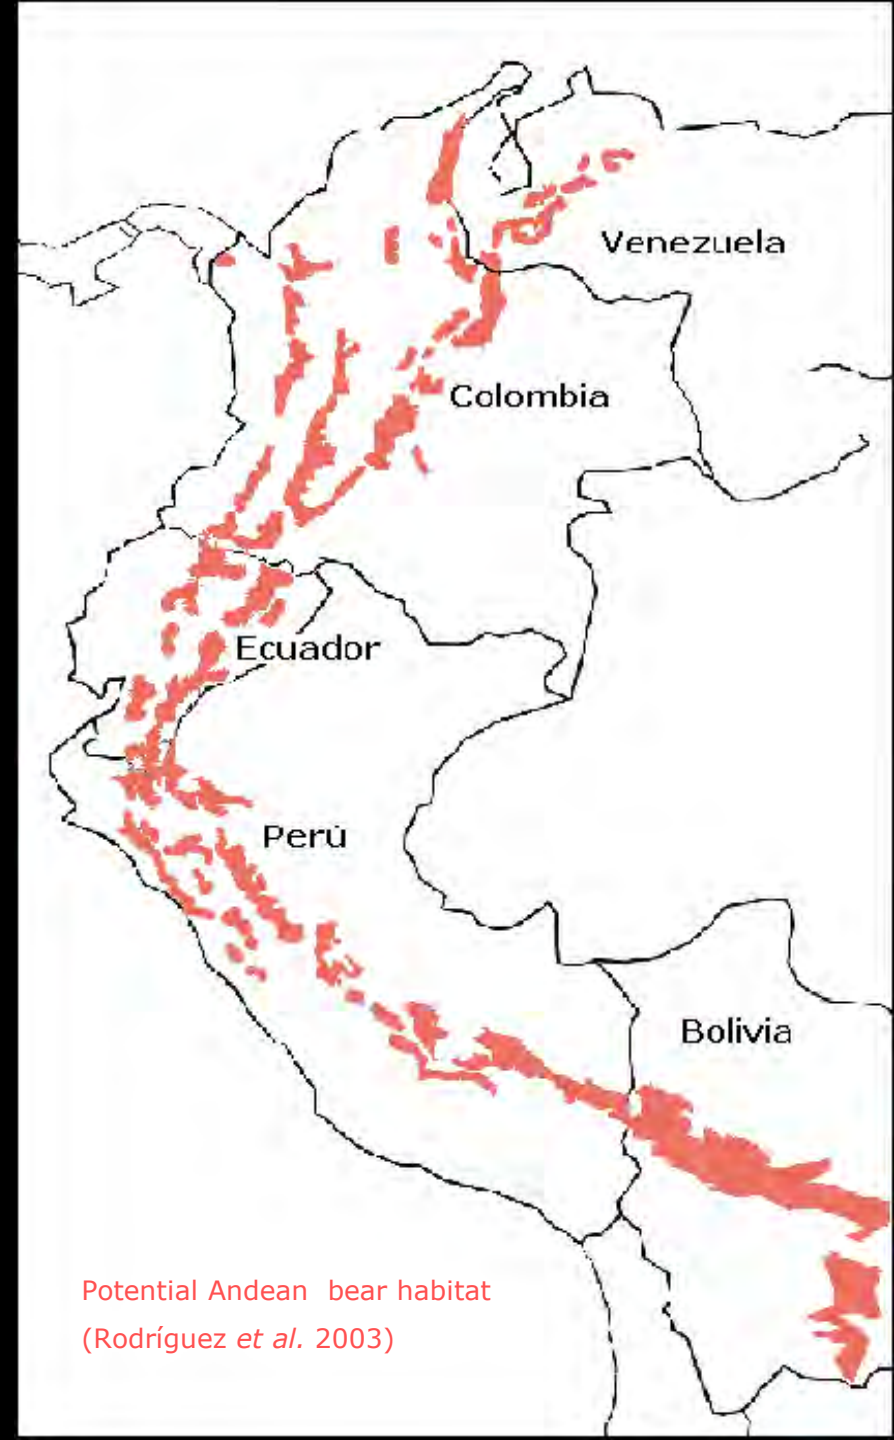 Venezuela
Colombia
Ecuador
Perú
Bolivia
Potential Andean bear habitat
(Rodríguez et al. 2003)